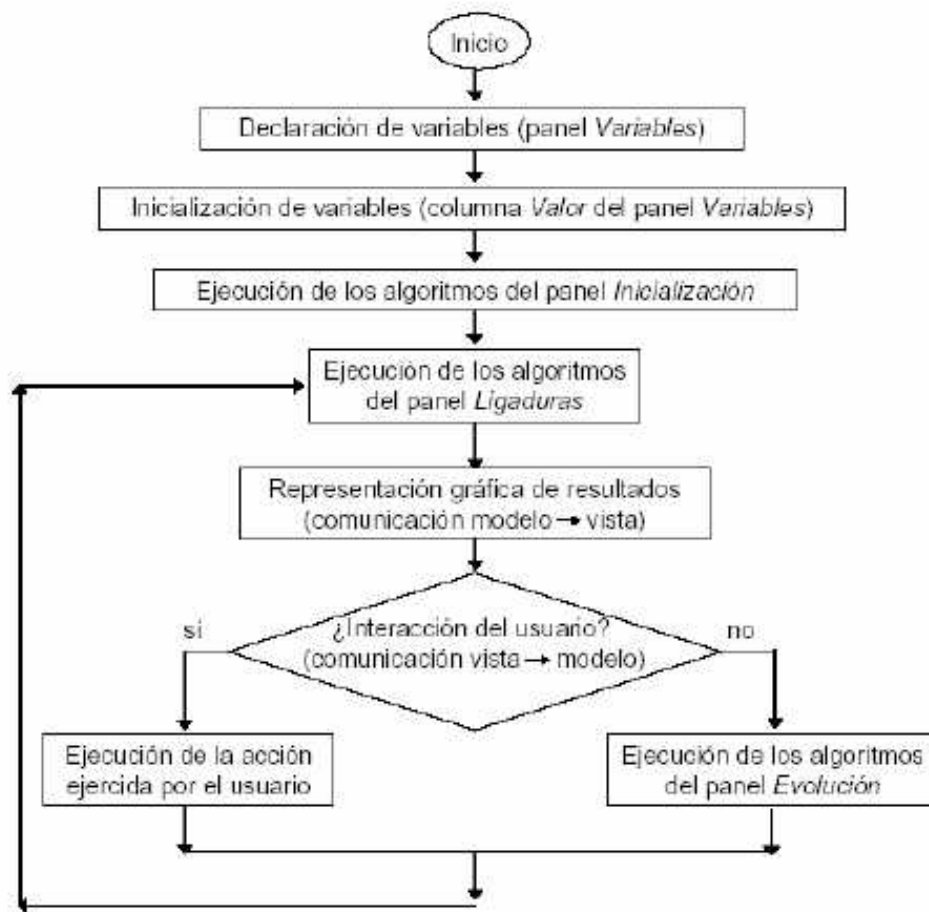 Inicio
Declaración de variables (panel Variables)
Inicialización de variables (columna Valor del panel Variables)
Ejecución de los algoritmos del panel Inicialización
Ejecución de los algoritmos
del panel Ligaduras
Representación gráfica de resultados
(comunicación modelo → vista)
¿Interacción del usuario?
(comunicación vista → modelo)
sí
no
Ejecución de la acción
ejercida por el usuario
Ejecución de los algoritmos
del panel Evolución